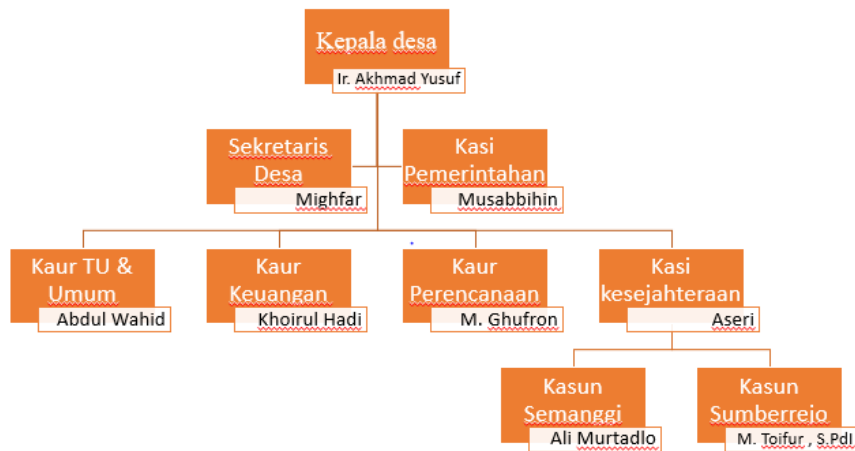 Kepala desa
Ir. Akhmad Yusuf
Sekretaris
Desa
Mighfar
Kasi
Pemerintahan
Musabbihin
Kaur TU &
Umum
Abdul Wahid
Kaur
Keuangan
Khoirul Hadi
Kaur
Perencanaan
M. Ghufron
Kasi
kesejahteraan
Aseri
Kasun
Semanggi
Ali Murtadlo
Kasun
Sumberrejo
M. Toifur , S.PdI